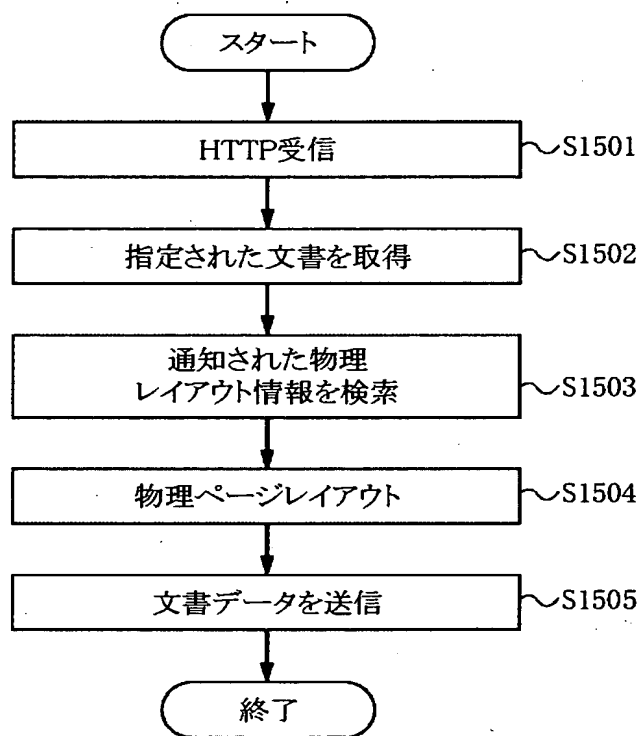 スタート
HTTP受信
S1501
指定された文書を取得
S1502
通知された物理
レイアウト情報を検索
S1503
物理ページレイアウト
S1504
文書データを送信
S1505
終了